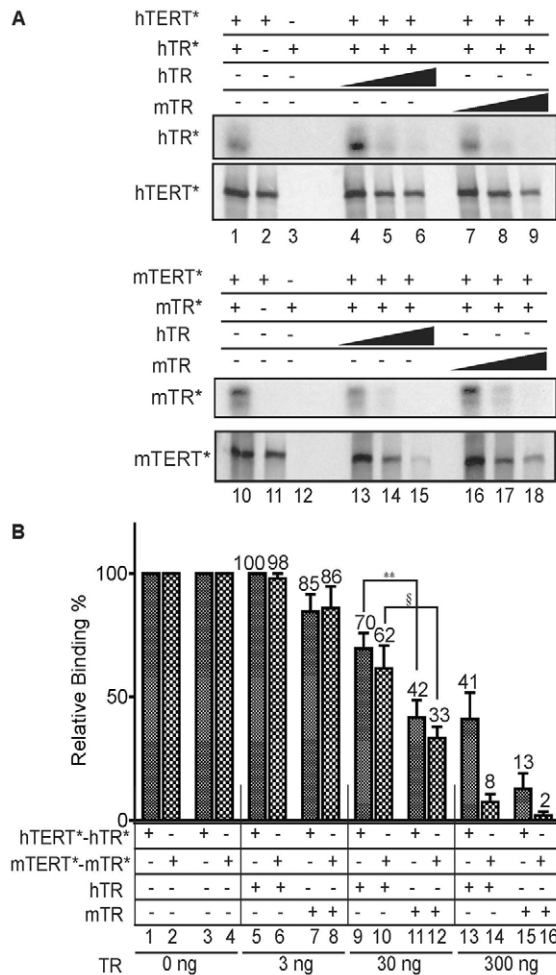 A
hTERT* + + - + + + + + +
hTR* + - + + + + + + +
hTR - - - - - -
mTR - - - - - -
hTR*
hTERT*
1 2 3 4 5 6 7 8 9
mTERT* + + - + + + + + +
mTR* + - + + + + + + +
hTR - - - - - -
mTR - - - - - -
mTR*
mTERT*
10 11 12 13 14 15 16 17 18
B
Relative Binding %
100
50
0
100 98 85 86 70 62 42 33 41 8 13 2
** §
hTERT*-hTR* + - + - + - + - + - + - + - + -
mTERT*-mTR* - + - + - + - + - + - + - + - +
hTR - - - - + + - - + + - - + + - -
mTR - - - - - - + + - - + + - - + +
1 2 3 4 5 6 7 8 9 10 11 12 13 14 15 16
TR 0 ng 3 ng 30 ng 300 ng